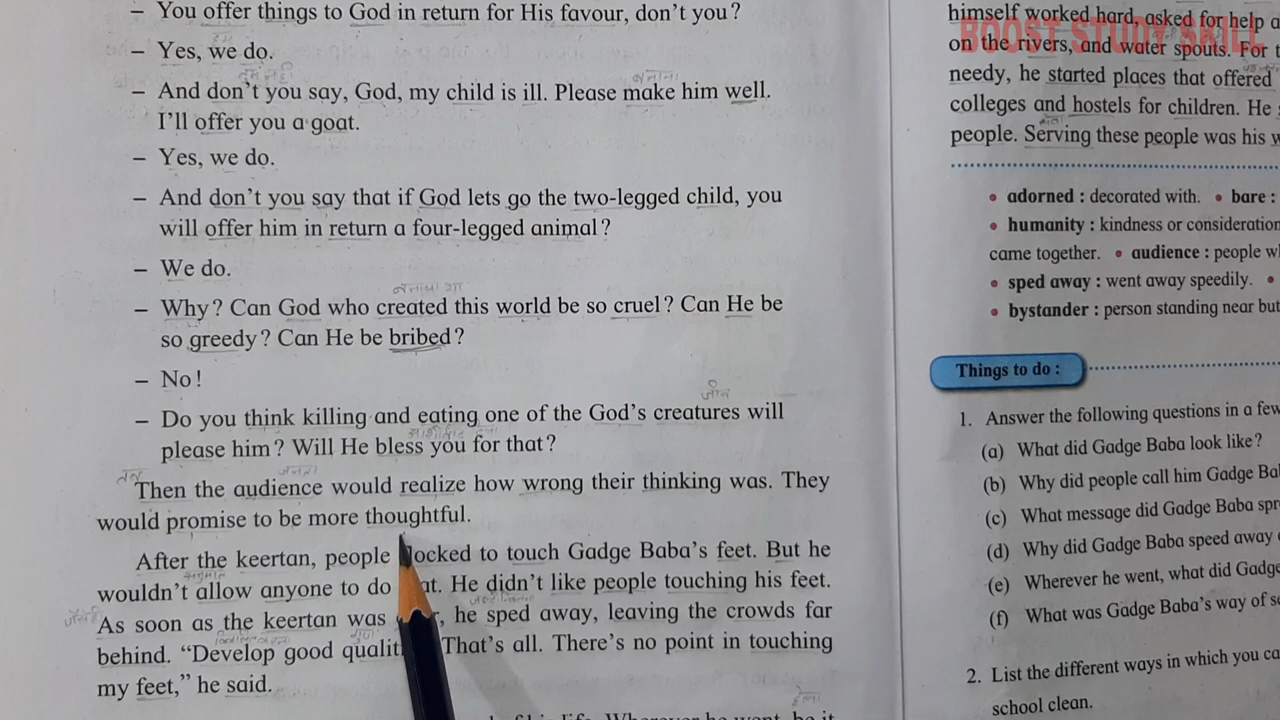 – You offer things to God in return for His favour, don't you?
– Yes, we do.
– And don't you say, God, my child is ill. Please make him well.
I'll offer you a goat.
– Yes, we do.
– And don't you say that if God lets go the two-legged child, you
will offer him in return a four-legged animal?
– We do.
– Why? Can God who created this world be so cruel? Can He be
so greedy? Can He be bribed?
– No!
– Do you think killing and eating one of the God's creatures will
please him? Will He bless you for that?
Then the audience would realize how wrong their thinking was. They
would promise to be more thoughtful.
After the keertan, people to touch Gadge Baba's feet. But he
wouldn't allow anyone to do He didn't like people touching his feet.
As soon as the keertan was he sped away, leaving the crowds far
behind. "Develop good That's all. There's no point in touching
my feet," he said.
himself worked hard, asked for help
on the rivers, and water spouts. For
needy, he started places that offered
colleges and hostels for children. He
people. Serving these people was his
• adorned : decorated with. • bare :
• humanity : kindness or consideration
came together. • audience : people
• sped away : went away speedily. •
• bystander : person standing near but
Things to do :
1. Answer the following questions in a few
(a) What did Gadge Baba look like?
(b) Why did people call him Gadge
(c) What message did Gadge Baba
(d) Why did Gadge Baba speed away
(e) Wherever he went, what did Gadge
(f) What was Gadge Baba's way of
2. List the different ways in which you
school clean.
BOOST STUDY SKILL